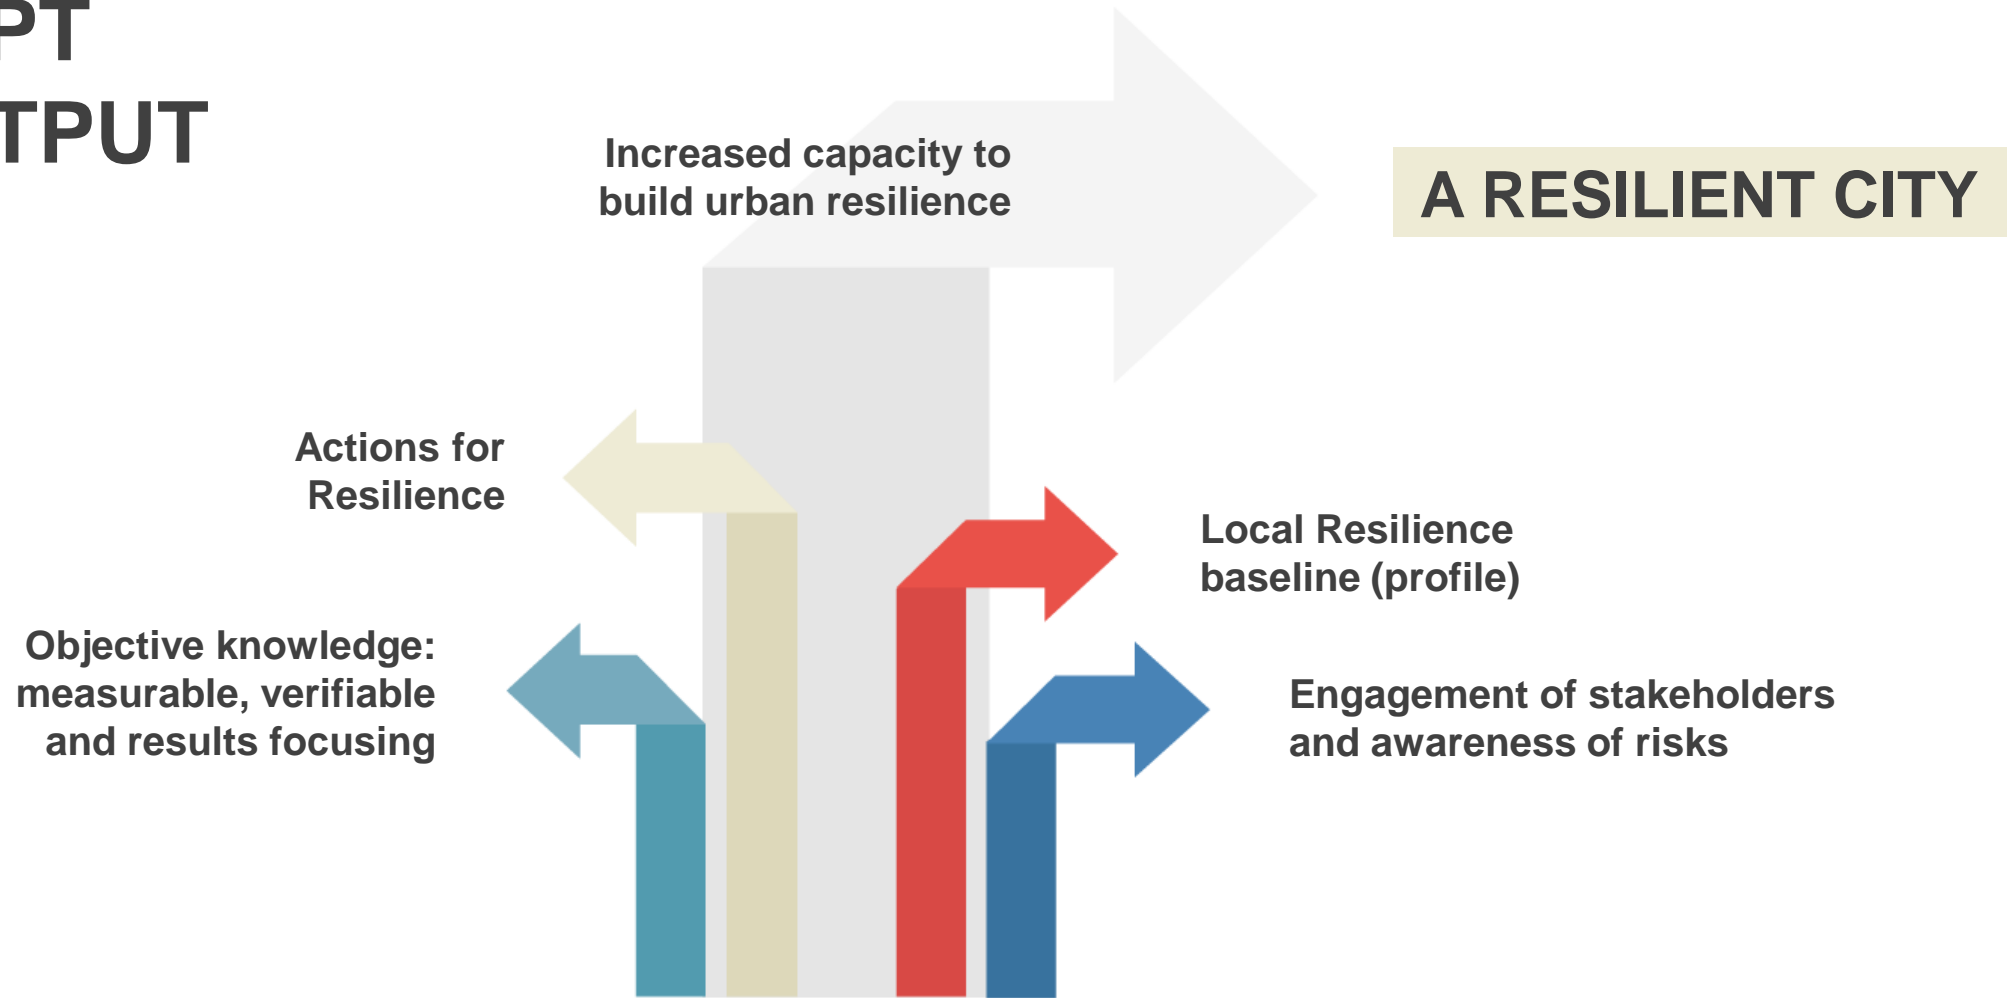 PT
TPUT
Increased capacity to
build urban resilience
A RESILIENT CITY
Actions for
Resilience
Local Resilience
baseline (profile)
Objective knowledge:
measurable, verifiable
and results focusing
Engagement of stakeholders
and awareness of risks